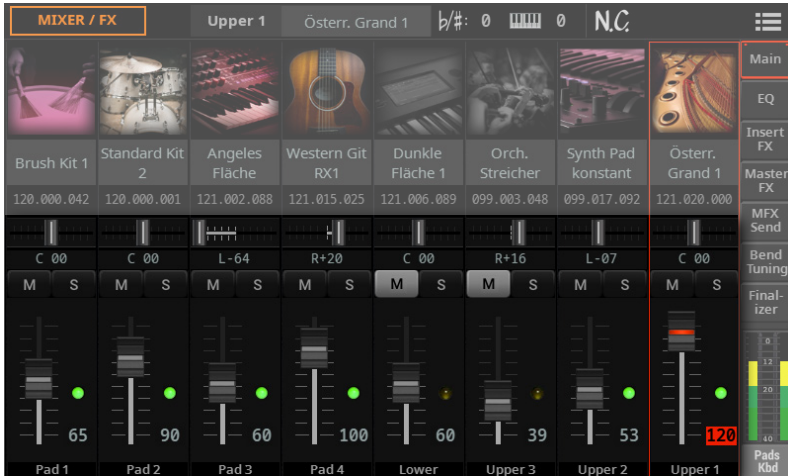 MIXER / FX
Upper 1
Österr. Grand 1
♭/#: 0
0
N.C.
Main
EQ
Insert
FX
Master
FX
MFX
Send
Bend
Tuning
Final-
izer
Brush Kit 1
Standard Kit
2
Angeles
Fläche
Western Git
RX1
Dunkle
Fläche 1
Orch.
Streicher
Synth Pad
konstant
Österr.
Grand 1
120.000.042 120.000.001 121.002.088 121.015.025 121.006.089 099.003.048 099.017.092 121.020.000
C 00 C 00 L-64 R+20 C 00 R+16 L-07 C 00
M S M S M S M S M S M S M S M S
0
12
20
40
65 90 60 100 60 39 53 120
Pad 1 Pad 2 Pad 3 Pad 4 Lower Upper 3 Upper 2 Upper 1
Pads
Kbd